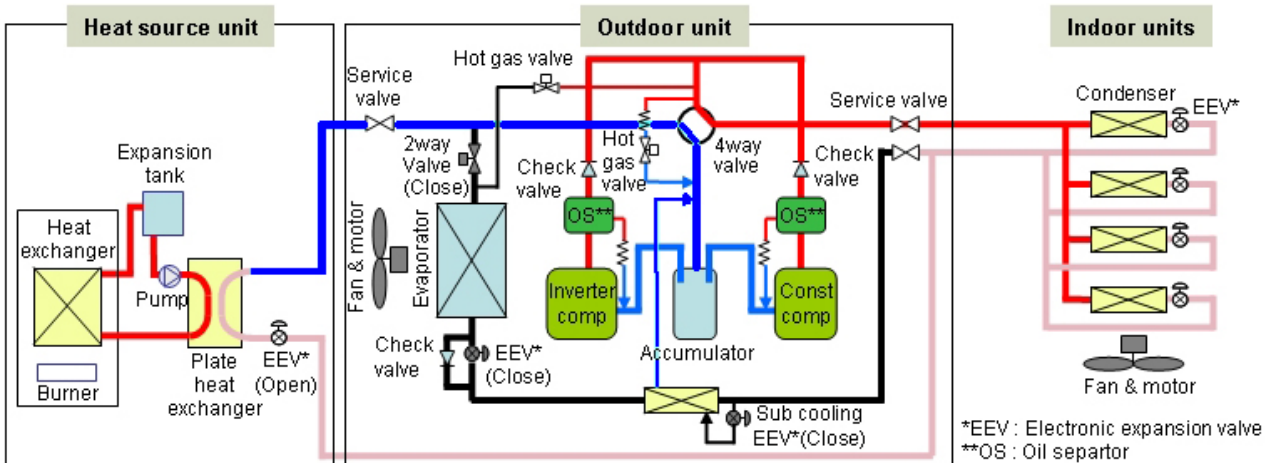 Heat source unit
Outdoor unit
Indoor units
Hot gas valve
Service
valve
Service valve
Condenser
EEV*
Expansion
tank
2way
Valve
(Close)
Hot
gas
valve
4way
valve
Check
valve
Check
valve
Heat
exchanger
OS**
OS**
Fan & motor
Evaporator
Pump
Inverter
comp
Const
comp
Accumulator
EEV*
(Open)
Plate
heat
exchanger
Burner
Check
valve
EEV*
(Close)
Sub cooling
EEV*(Close)
Fan & motor
*EEV : Electronic expansion valve
**OS : Oil separtor